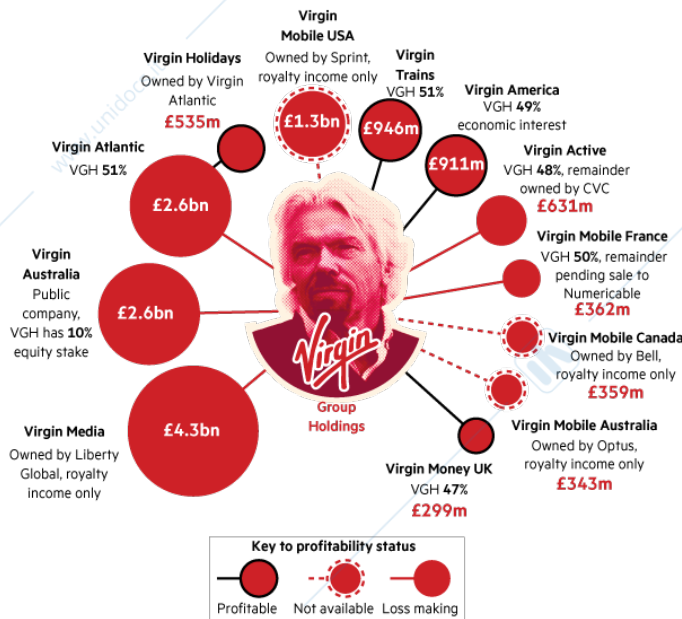 Virgin
Mobile USA
Owned by Sprint,
royalty income only
£1.3bn
Virgin Holidays
Owned by Virgin
Atlantic
£535m
Virgin
Trains
VGH 51%
£946m
Virgin America
VGH 49%
economic interest
£911m
Virgin Atlantic
VGH 51%
£2.6bn
Virgin Active
VGH 48%, remainder
owned by CVC
£631m
Virgin
Australia
Public
company,
VGH has 10%
equity stake
£2.6bn
Virgin Mobile France
VGH 50%, remainder
pending sale to
Numericable
£362m
Virgin
Group
Holdings
Virgin Mobile Canada
Owned by Bell,
royalty income only
£359m
Virgin Media
Owned by Liberty
Global, royalty
income only
£4.3bn
Virgin Mobile Australia
Owned by Optus,
royalty income only
£343m
Virgin Money UK
VGH 47%
£299m
Key to profitability status
Profitable
Not available
Loss making